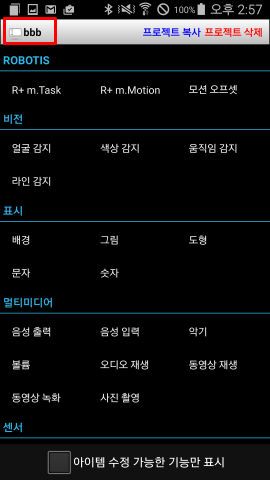 100% 오후 2:57
bbb 프로젝트 복사 프로젝트 삭제
ROBOTIS
R+ m.Task R+ m.Motion 모션 오프셋
비전
얼굴 감지 색상 감지 움직임 감지
라인 감지
표시
배경 그림 도형
문자 숫자
멀티미디어
음성 출력 음성 입력 악기
볼륨 오디오 재생 동영상 재생
동영상 녹화 사진 촬영
센서
아이템 수정 가능한 기능만 표시